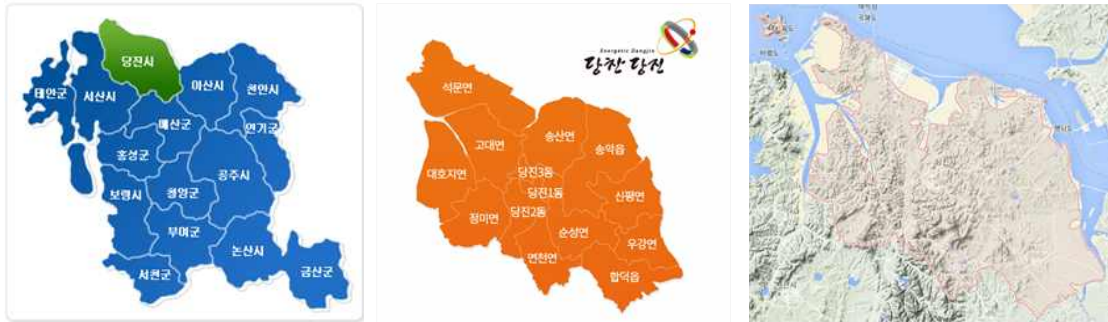 당진시
태안군
서산시
아산시
천안시
예산군
연기군
홍성군
공주시
보령시
청양군
부여군
논산시
서천군
금산군
Energetic Dangjin
당찬 당진
석문면
고대면
송산면
송악읍
대호지면
당진3동
당진1동
신평면
정미면
당진2동
순성면
우강면
면천면
합덕읍